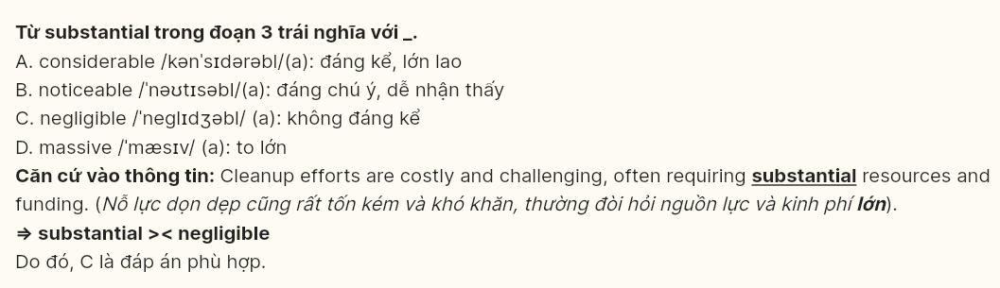 Từ substantial trong đoạn 3 trái nghĩa với _.
A. considerable /kənˈsɪdərəbl/(a): đáng kể, lớn lao
B. noticeable /ˈnəʊtɪsəbl/(a): đáng chú ý, dễ nhận thấy
C. negligible /ˈneɡlɪdʒəbl/ (a): không đáng kể
D. massive /ˈmæsɪv/ (a): to lớn
Căn cứ vào thông tin: Cleanup efforts are costly and challenging, often requiring substantial resources and
funding. (Nỗ lực dọn dẹp cũng rất tốn kém và khó khăn, thường đòi hỏi nguồn lực và kinh phí lớn).
⇒ substantial >< negligible
Do đó, C là đáp án phù hợp.